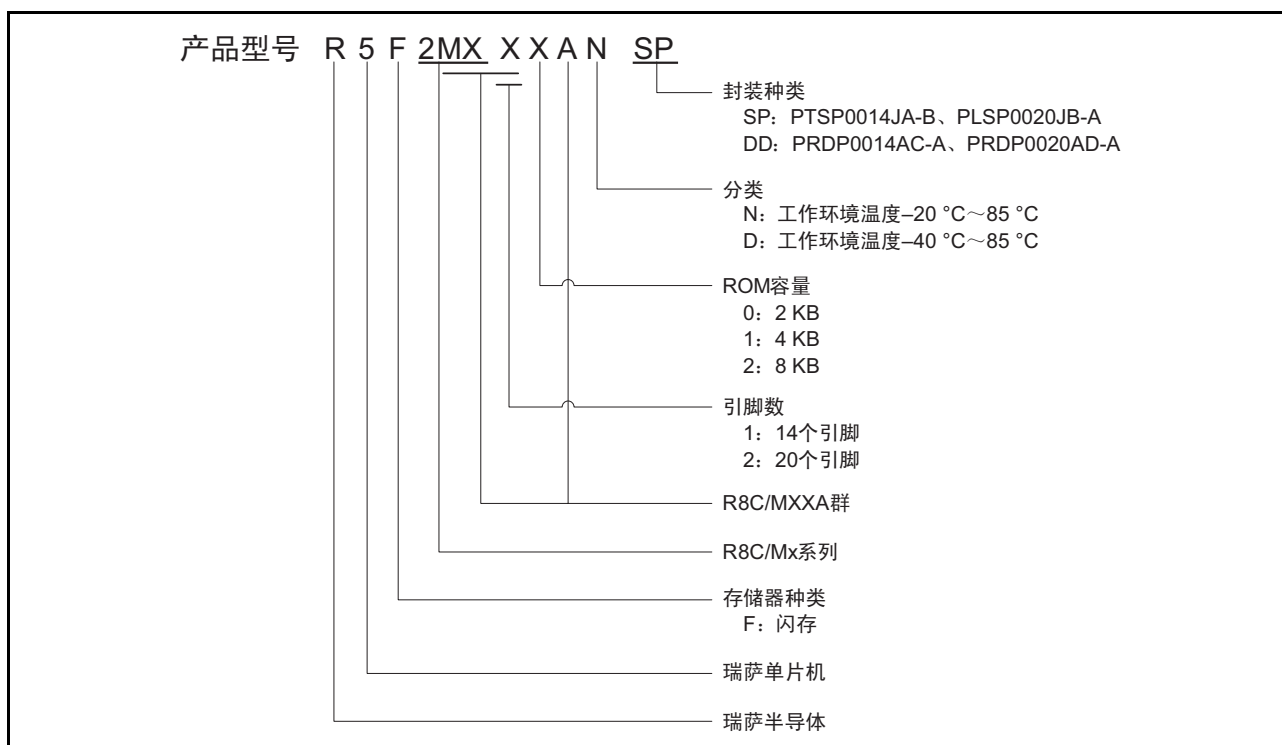 产品型号 R 5 F 2MX X X A N SP
封装种类
SP：PTSP0014JA-B、PLSP0020JB-A
DD：PRDP0014AC-A、PRDP0020AD-A
分类
N：工作环境温度–20 °C～85 °C
D：工作环境温度–40 °C～85 °C
ROM容量
0：2 KB
1：4 KB
2：8 KB
引脚数
1：14个引脚
2：20个引脚
R8C/MXXA群
R8C/Mx系列
存储器种类
F：闪存
瑞萨单片机
瑞萨半导体